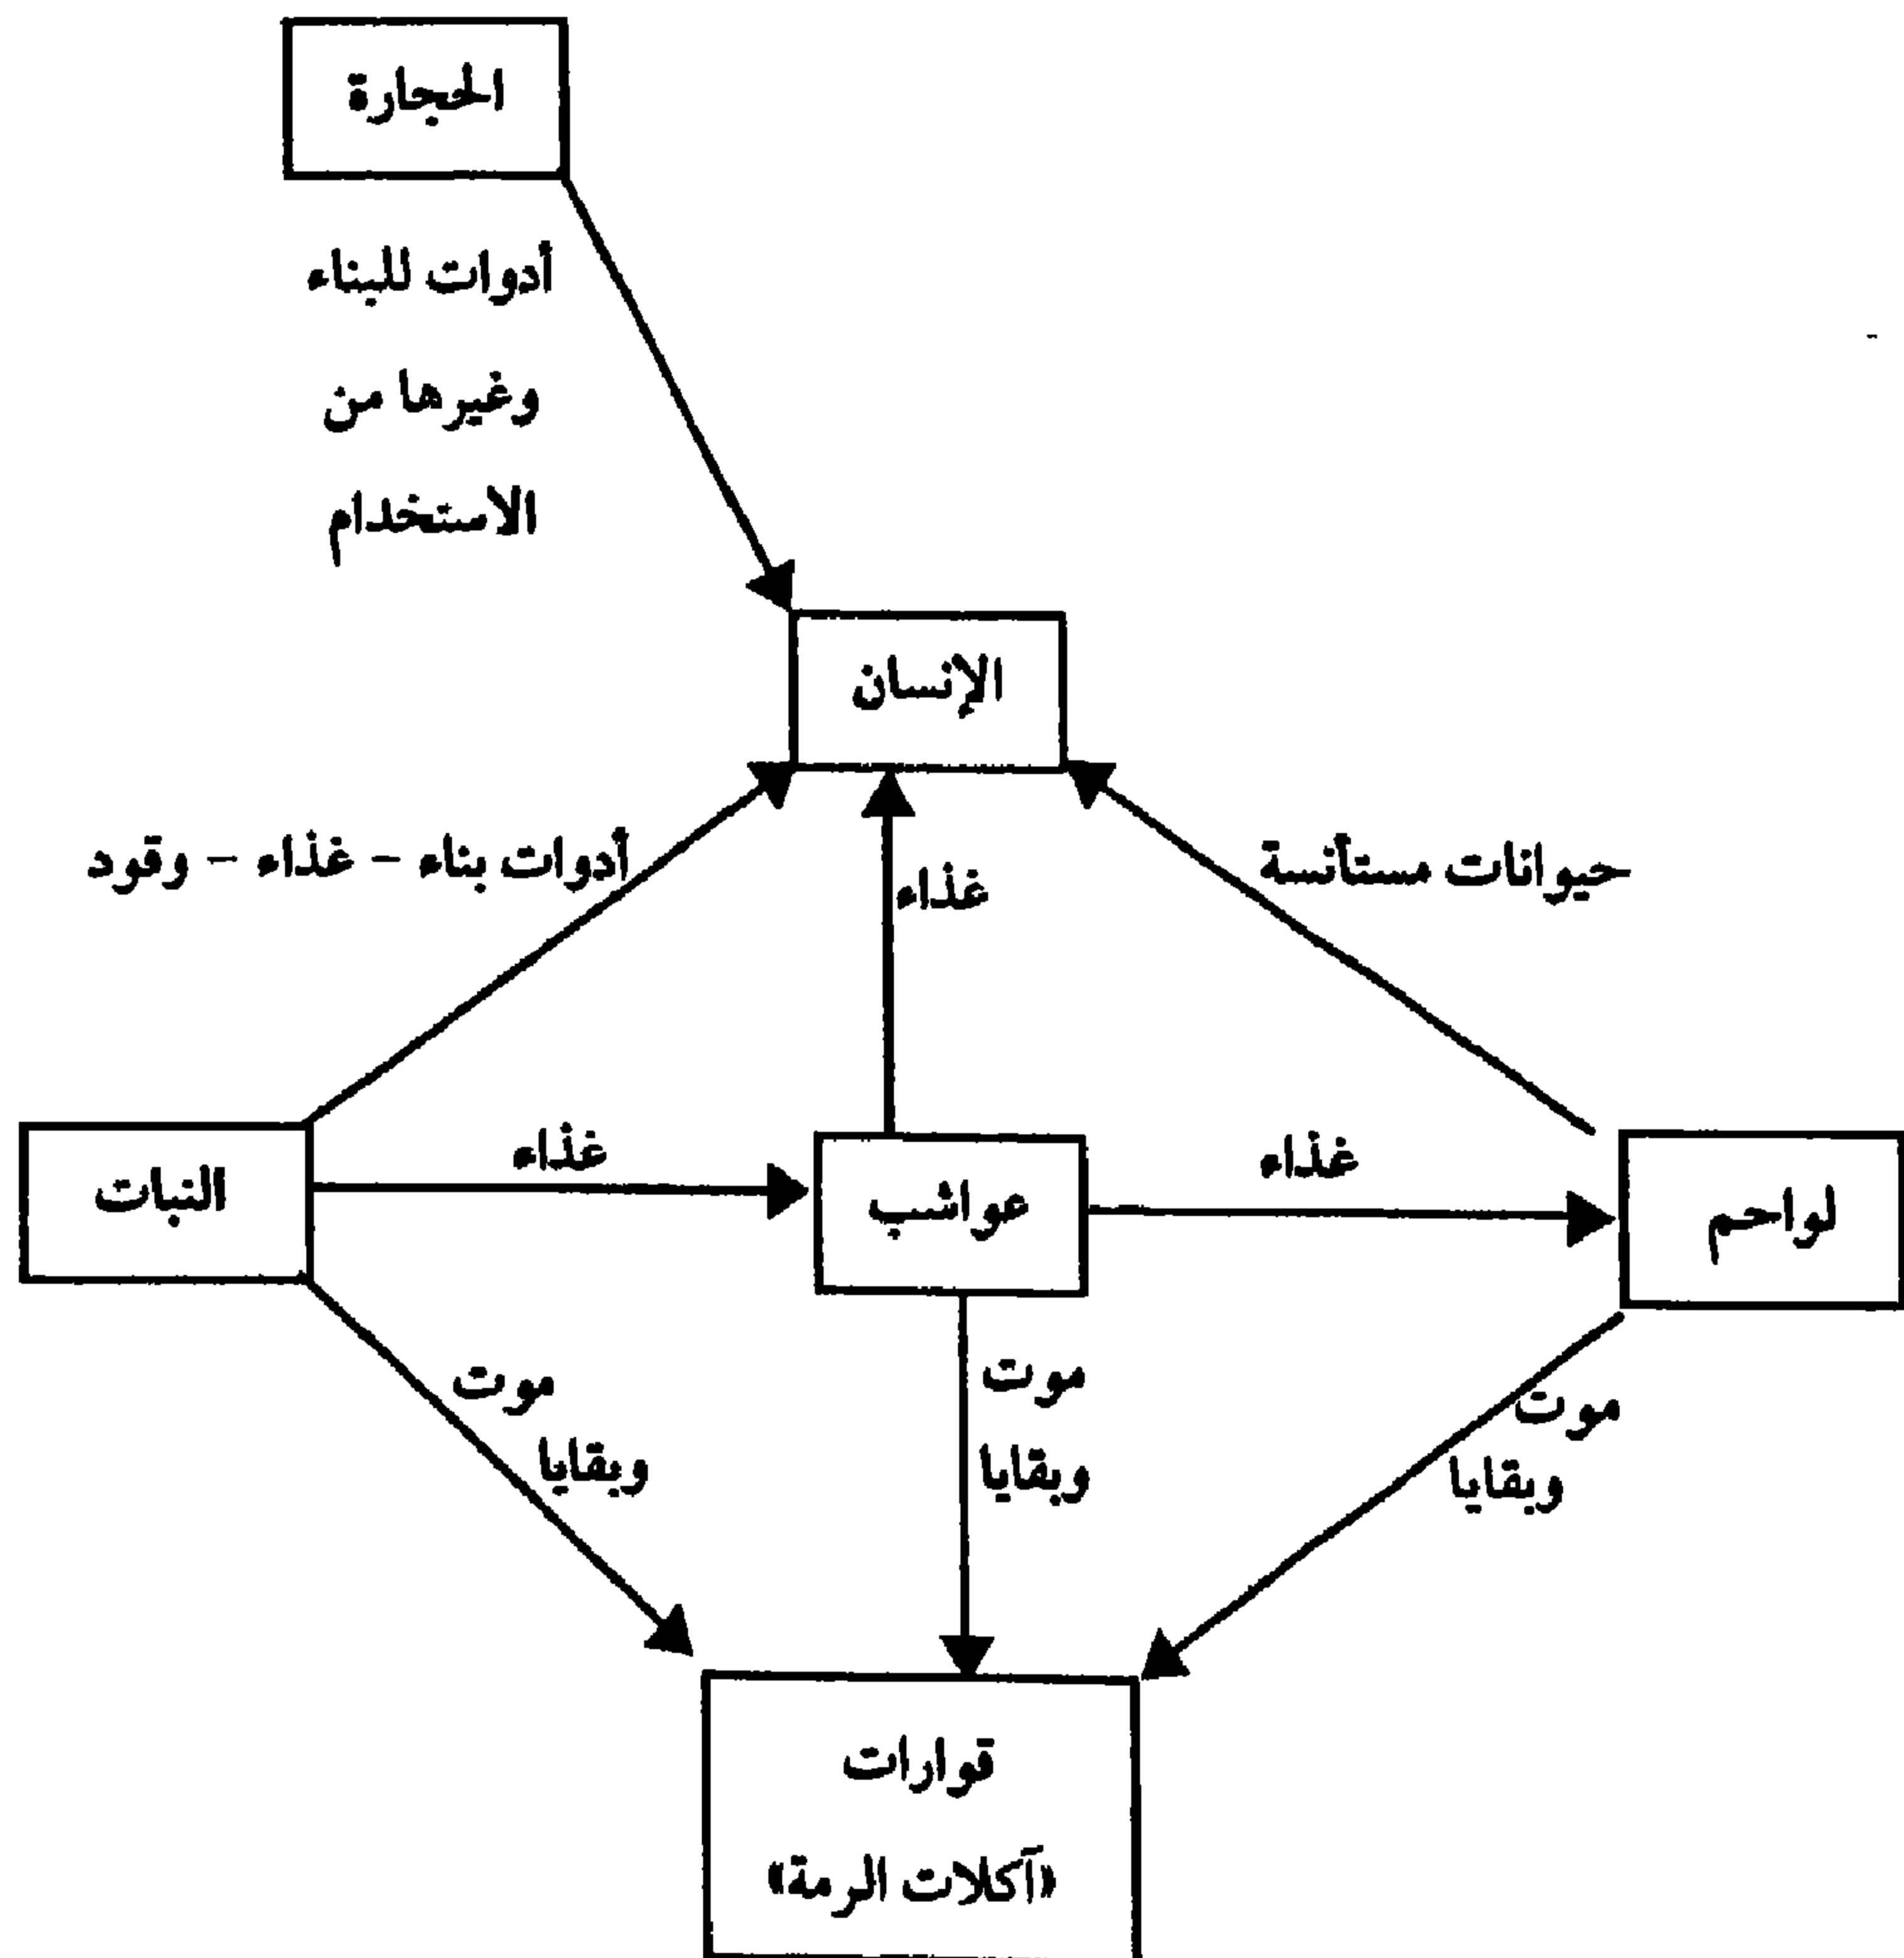 الحجارة
أدوات للبناء
وغيرها من
الاستخدام
الإنسان
أدوات بناء – غذاء – وقود
غذاء
حيوانات مستأنسة
النبات
غذاء
عواشب
غذاء
لواحم
موت
وبقايا
موت
وبقايا
موت
وبقايا
قوارات
«آكلات الرمة»